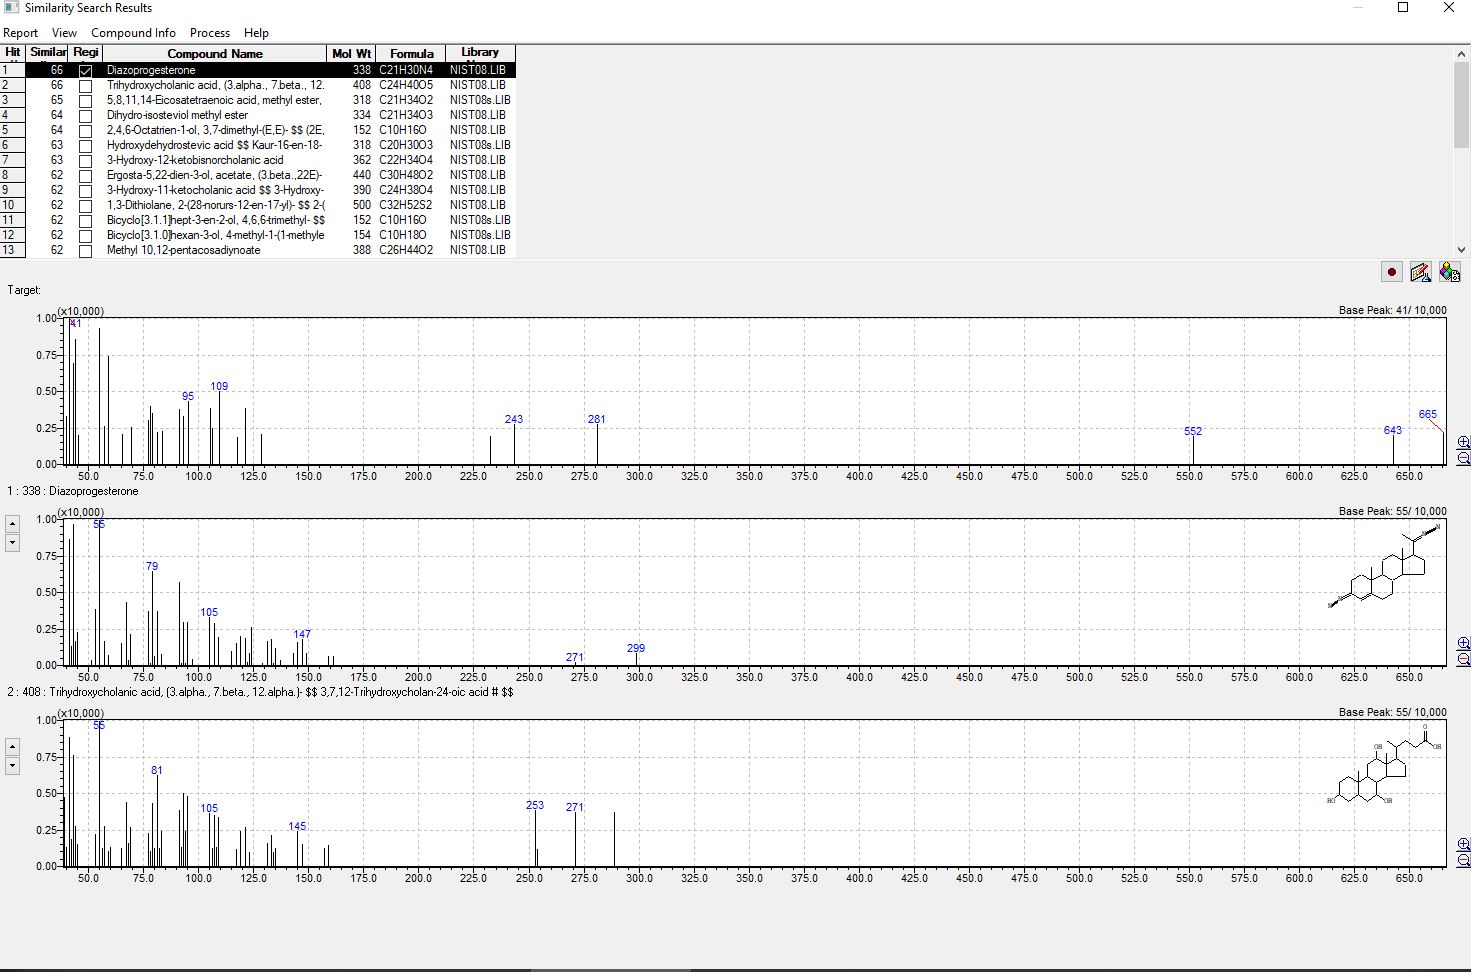 Similarity Search Results
Report View Compound Info Process Help
Hit Similar Regi Compound Name Mol Wt Formula Library
1 66 Diazoprogesterone 338 C21H30N4 NIST08.LIB
2 66 Trihydroxycholanic acid, (3.alpha., 7.beta., 12. 408 C24H40O5 NIST08.LIB
3 65 5,8,11,14-Eicosatetraenoic acid, methyl ester, 318 C21H34O2 NIST08s.LIB
4 64 Dihydro-isosteviol methyl ester 334 C21H34O3 NIST08.LIB
5 64 2,4,6-Octatrien-1-ol, 3,7-dimethyl-(E,E)- $$ (2E, 152 C10H16O NIST08.LIB
6 63 Hydroxydehydrostevic acid $$ Kaur-16-en-18- 318 C20H30O3 NIST08s.LIB
7 63 3-Hydroxy-12-ketobisnorcholanic acid 362 C22H34O4 NIST08.LIB
8 62 Ergosta-5,22-dien-3-ol, acetate, (3.beta.,22E)- 440 C30H48O2 NIST08.LIB
9 62 3-Hydroxy-11-ketocholanic acid $$ 3-Hydroxy- 390 C24H38O4 NIST08.LIB
10 62 1,3-Dithiolane, 2-(28-norurs-12-en-17-yl)- $$ 2-( 500 C32H52S2 NIST08.LIB
11 62 Bicyclo[3.1.1]hept-3-en-2-ol, 4,6,6-trimethyl- $$ 152 C10H16O NIST08s.LIB
12 62 Bicyclo[3.1.0]hexan-3-ol, 4-methyl-1-(1-methyle 154 C10H18O NIST08s.LIB
13 62 Methyl 10,12-pentacosadiynoate 388 C26H44O2 NIST08.LIB
Target:
(x10,000) Base Peak: 41/ 10,000
1.00 41
0.75
0.50 95 109
0.25 243 281 552 643 665
0.00
50.0 75.0 100.0 125.0 150.0 175.0 200.0 225.0 250.0 275.0 300.0 325.0 350.0 375.0 400.0 425.0 450.0 475.0 500.0 525.0 550.0 575.0 600.0 625.0 650.0
1 : 338 : Diazoprogesterone
(x10,000) Base Peak: 55/ 10,000
1.00 55
0.75 79
0.50 105
0.25 147 271 299
0.00
50.0 75.0 100.0 125.0 150.0 175.0 200.0 225.0 250.0 275.0 300.0 325.0 350.0 375.0 400.0 425.0 450.0 475.0 500.0 525.0 550.0 575.0 600.0 625.0 650.0
2 : 408 : Trihydroxycholanic acid, (3.alpha., 7.beta., 12.alpha.)- $$ 3,7,12-Trihydroxycholan-24-oic acid # $$
(x10,000) Base Peak: 55/ 10,000
1.00 55
0.75 81
0.50 105 253 271
0.25 145
0.00
OH O OH
HO OH
50.0 75.0 100.0 125.0 150.0 175.0 200.0 225.0 250.0 275.0 300.0 325.0 350.0 375.0 400.0 425.0 450.0 475.0 500.0 525.0 550.0 575.0 600.0 625.0 650.0